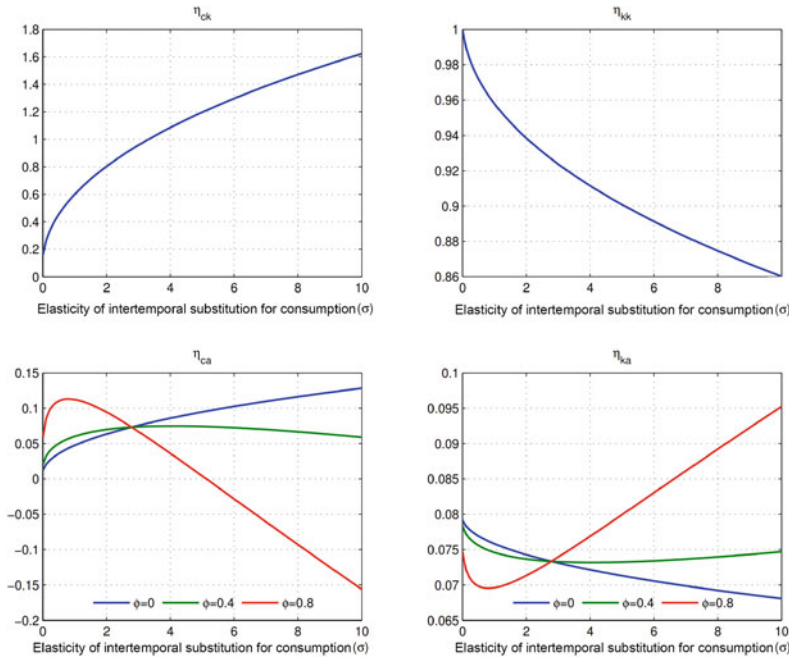 η_ck
1.8
1.6
1.4
1.2
1
0.8
0.6
0.4
0.2
0
0 2 4 6 8 10
Elasticity of intertemporal substitution for consumption(σ)
η_kk
1
0.98
0.96
0.94
0.92
0.9
0.88
0.86
0 2 4 6 8 10
Elasticity of intertemporal substitution for consumption(σ)
η_ca
0.15
0.1
0.05
0
−0.05
−0.1
−0.15
−0.2
ϕ=0 ϕ=0.4 ϕ=0.8
0 2 4 6 8 10
Elasticity of intertemporal substitution for consumption(σ)
η_ka
0.1
0.095
0.09
0.085
0.08
0.075
0.07
0.065
ϕ=0 ϕ=0.4 ϕ=0.8
0 2 4 6 8 10
Elasticity of intertemporal substitution for consumption(σ)